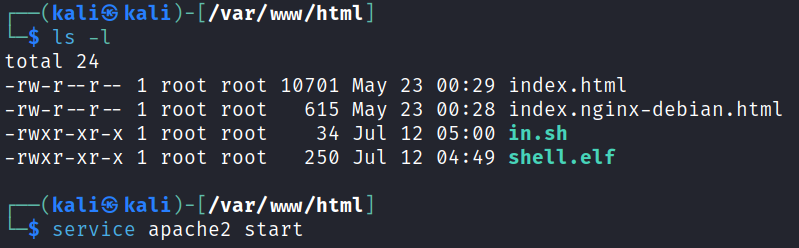 ┌──(kali㉿kali)-[/var/www/html]
└─$ ls -l
total 24
-rw-r--r-- 1 root root 10701 May 23 00:29 index.html
-rw-r--r-- 1 root root   615 May 23 00:28 index.nginx-debian.html
-rwxr-xr-x 1 root root    34 Jul 12 05:00 in.sh
-rwxr-xr-x 1 root root   250 Jul 12 04:49 shell.elf
┌──(kali㉿kali)-[/var/www/html]
└─$ service apache2 start